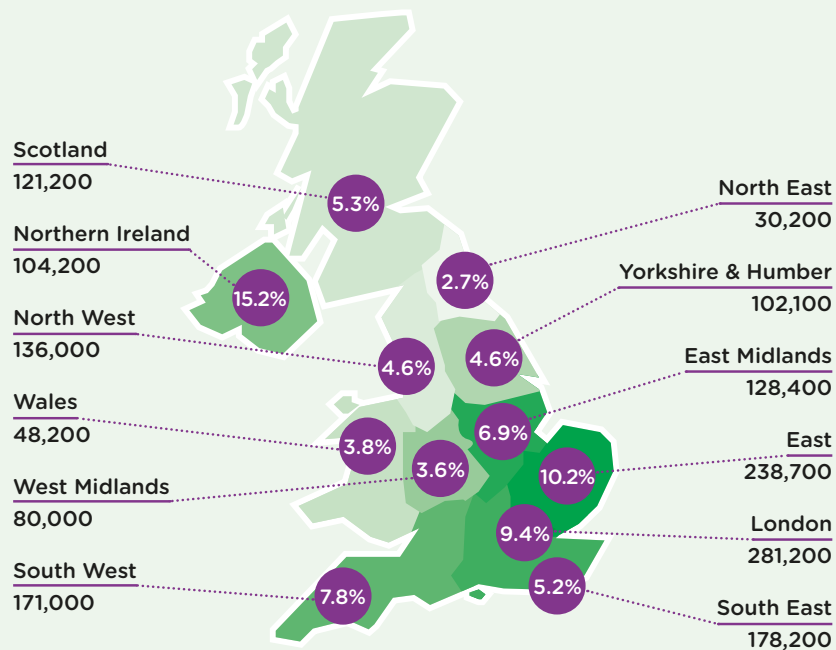 Scotland
121,200
5.3%
Northern Ireland
104,200
15.2%
North West
136,000
4.6%
Wales
48,200
3.8%
West Midlands
80,000
3.6%
South West
171,000
7.8%
North East
30,200
2.7%
Yorkshire & Humber
102,100
4.6%
East Midlands
128,400
6.9%
East
238,700
10.2%
London
281,200
9.4%
South East
178,200
5.2%